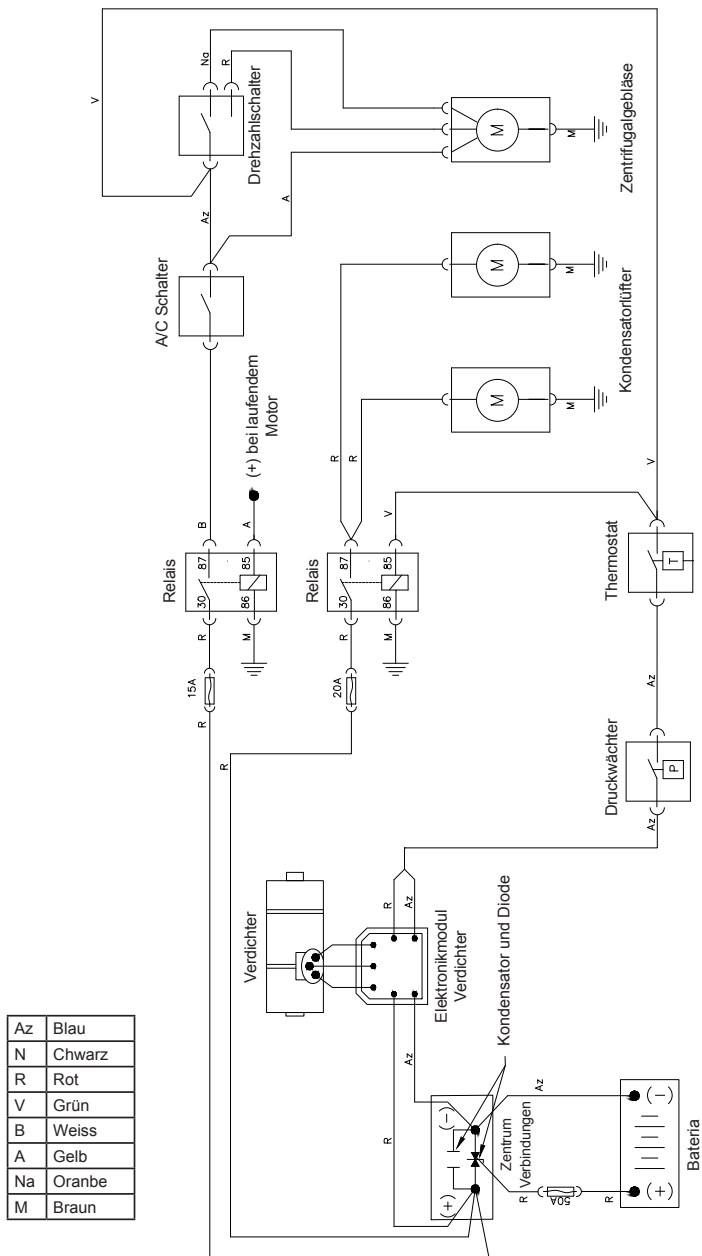 Az Blau
N Chwarz
R Rot
V Grün
B Weiss
A Gelb
Na Oranbe
M Braun
V
Na
R
Drehzahlschalter
Az
A
A/C Schalter
M
M
Zentrifugalgebläse
M
M
M
M
Kondensatorlüfter
R
R
(+) bei laufendem
Motor
B
A
Relais
87
85
30
86
R
M
15A
R
Relais
87
85
30
86
V
R
M
20A
R
V
Thermostat
T
Az
Druckwächter
P
Az
Verdichter
R
Az
Elektronikmodul
Verdichter
Kondensator und Diode
R
Az
(-)
(+)
Zentrum
Verbindungen
Az
R
50A
R
(-)
(+)
Bateria